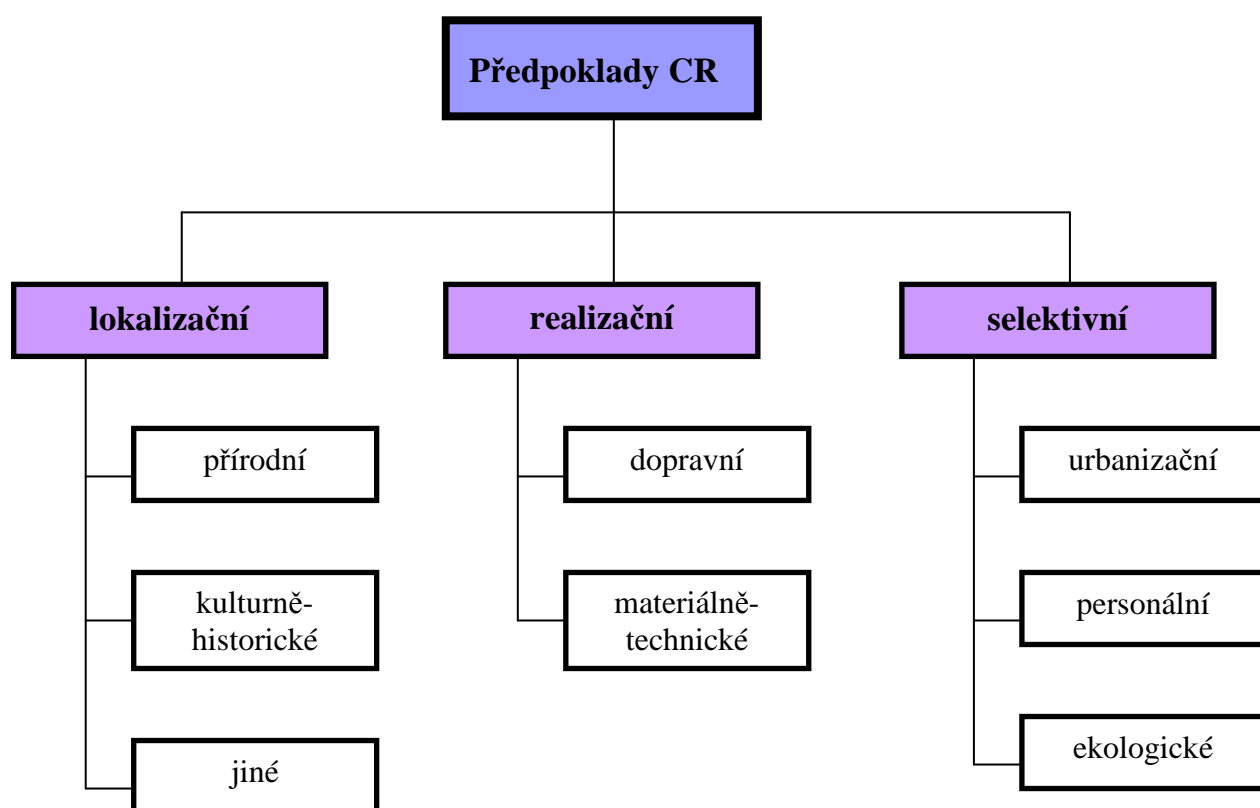 Předpoklady CR
lokalizační
realizační
selektivní
přírodní
dopravní
urbanizační
kulturně-
historické
materiálně-
technické
personální
jiné
ekologické